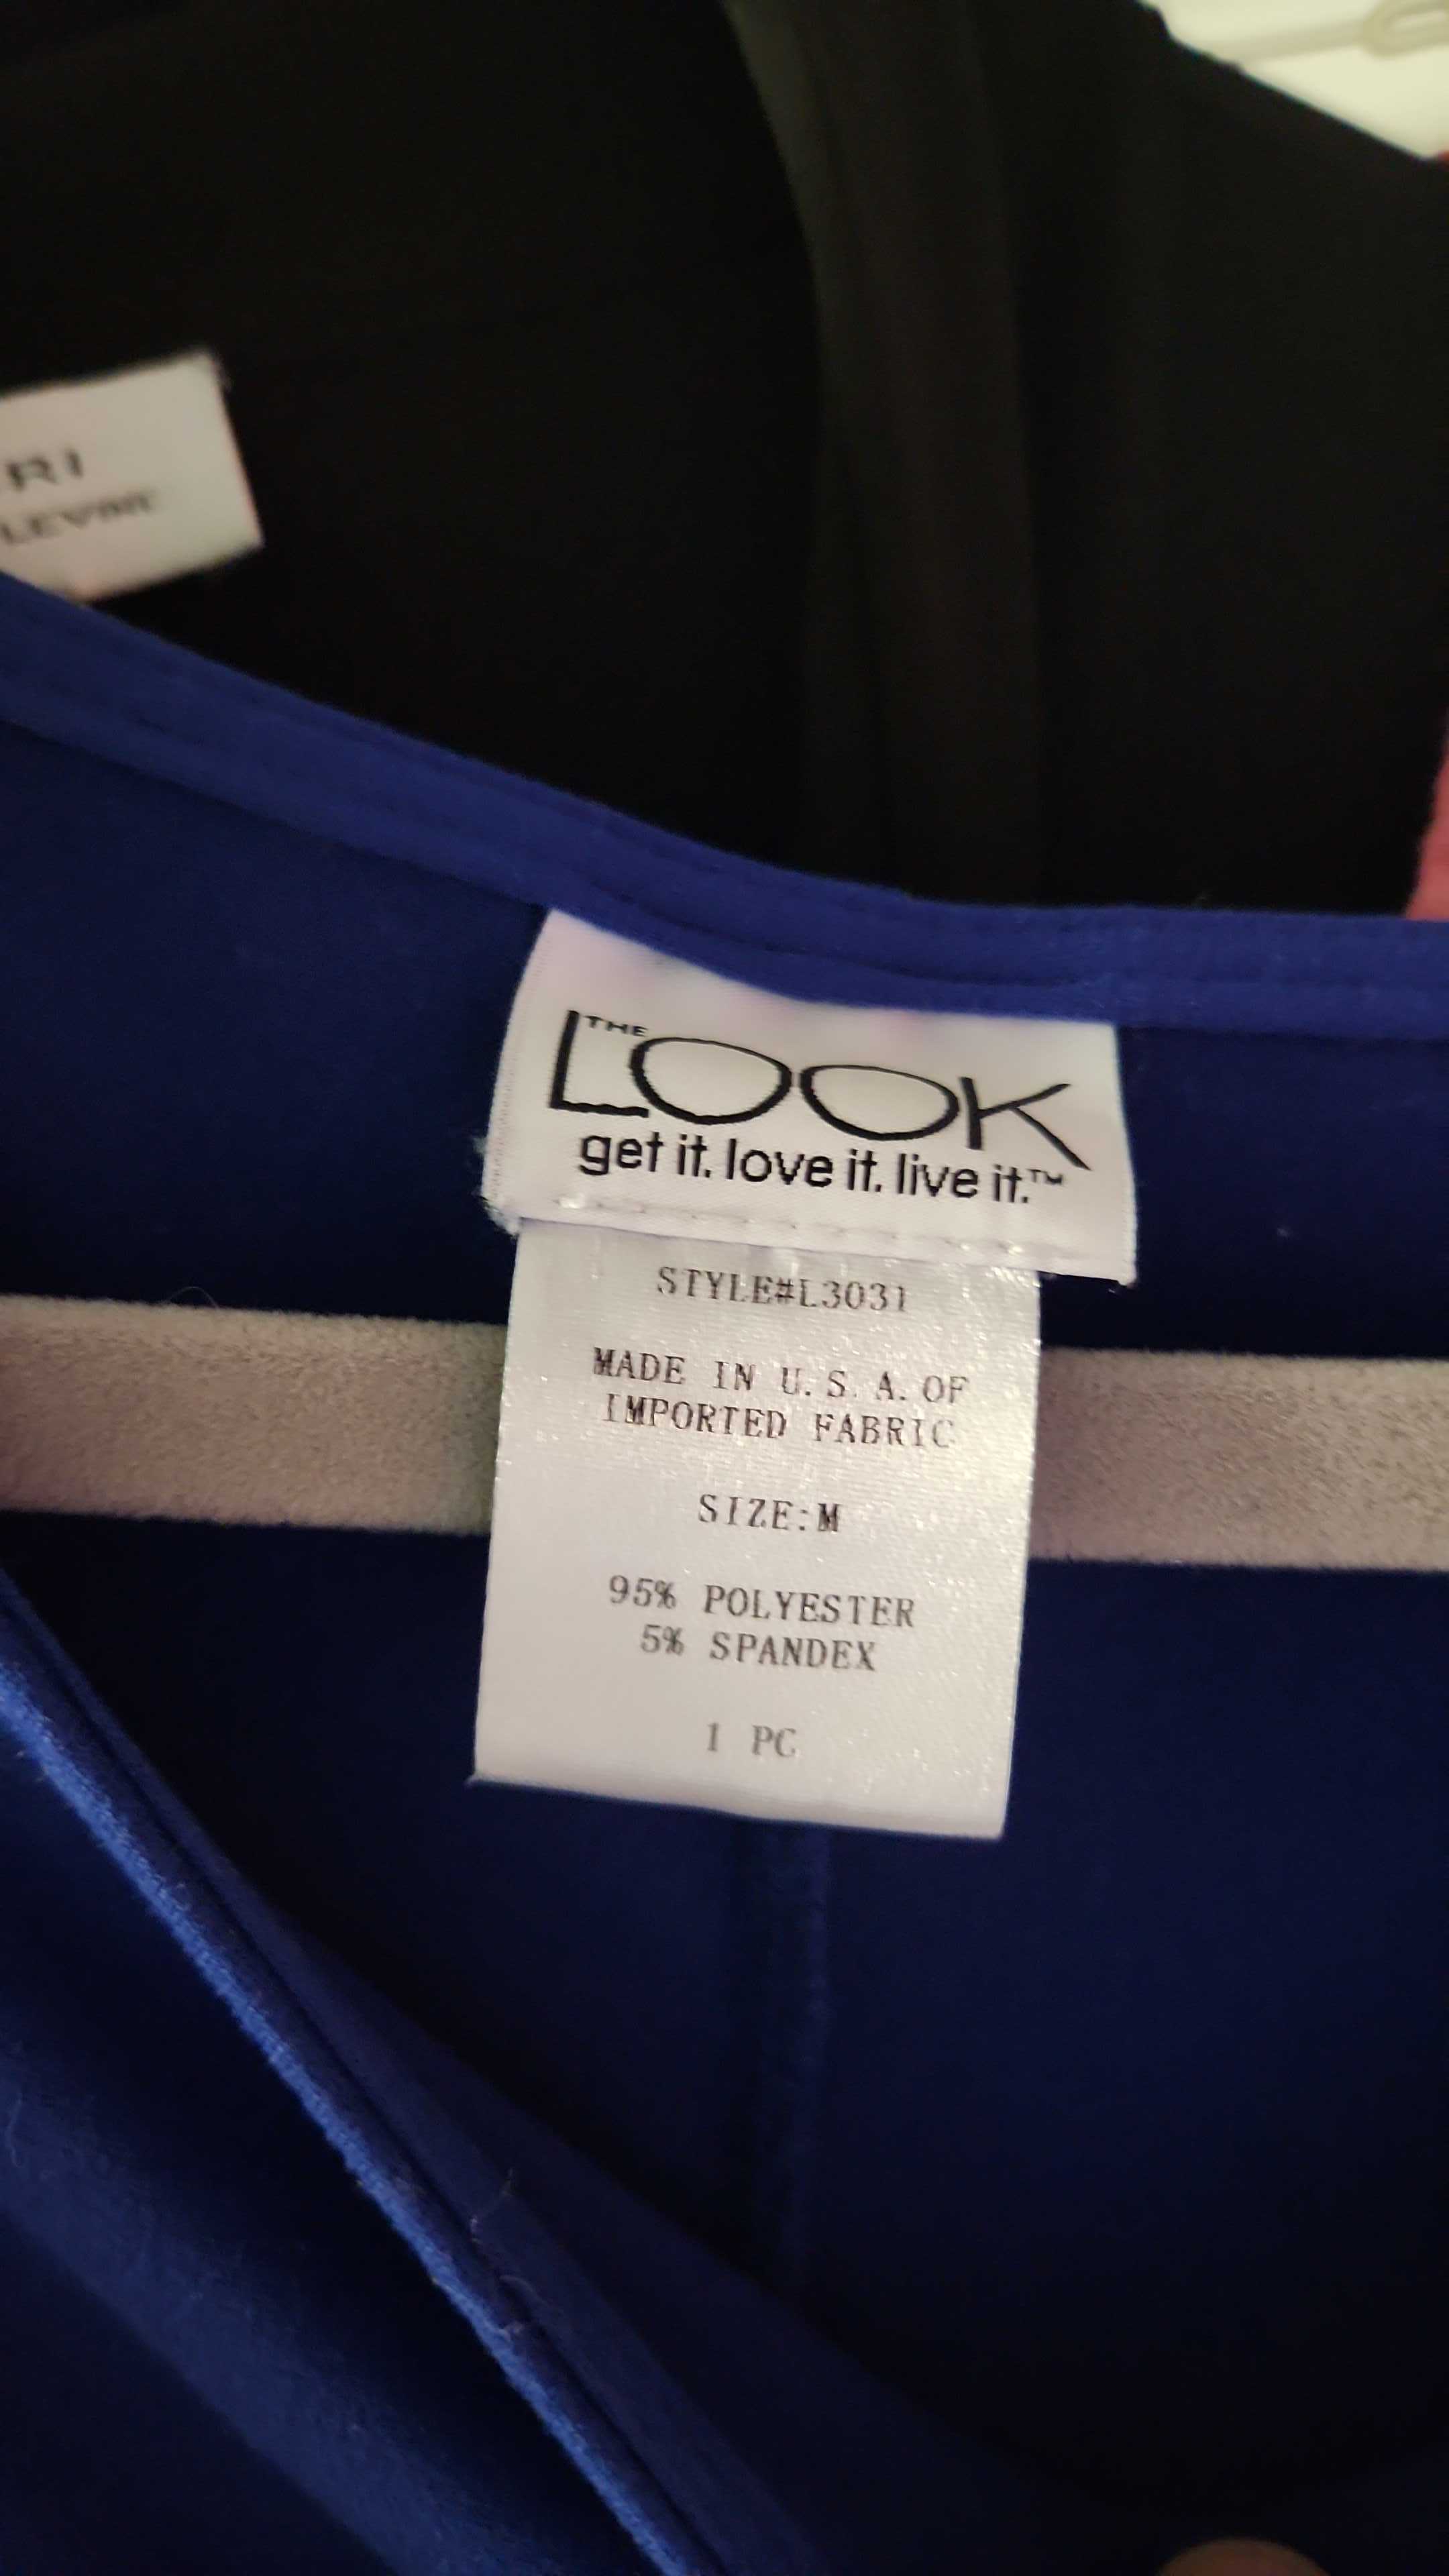 RI
THE
LOOK
get it. love it. live it.™
STYLE#L3031
MADE IN U.S.A. OF
IMPORTED FABRIC
SIZE:M
95% POLYESTER
5% SPANDEX
1 PC